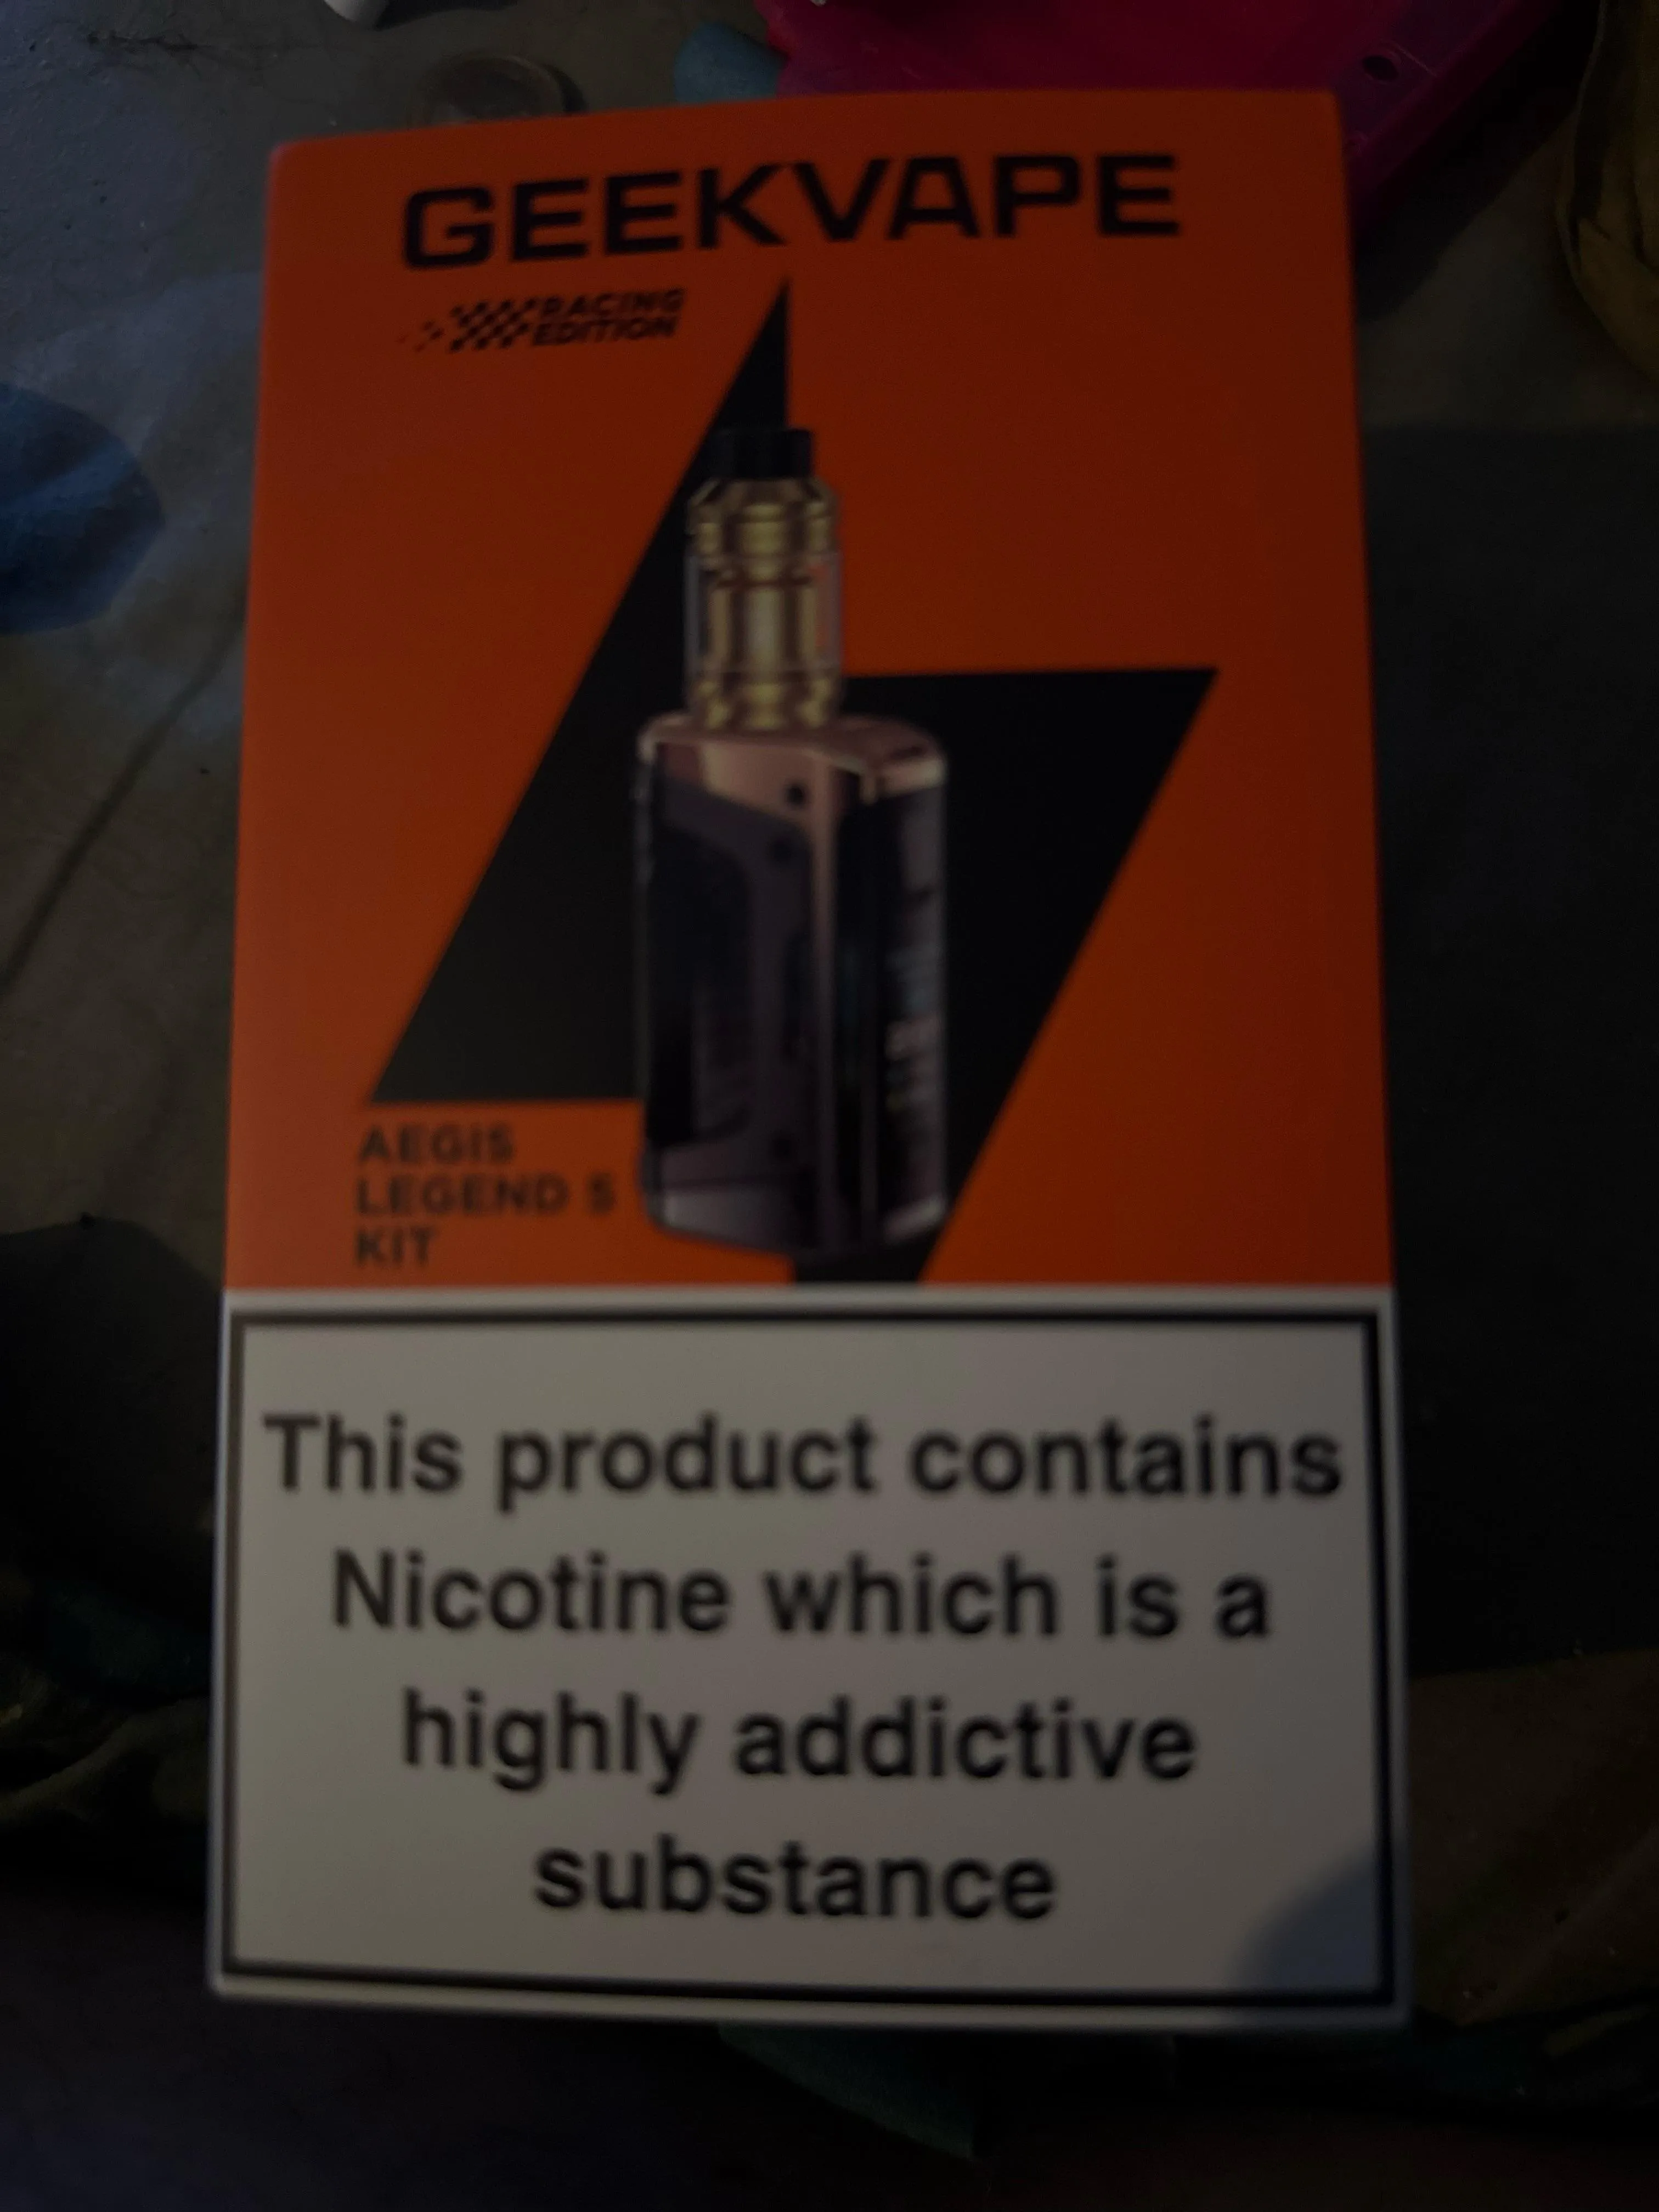 GEEKVAPE
RACING
EDITION
AEGIS
LEGEND 5
KIT
This product contains
Nicotine which is a
highly addictive
substance